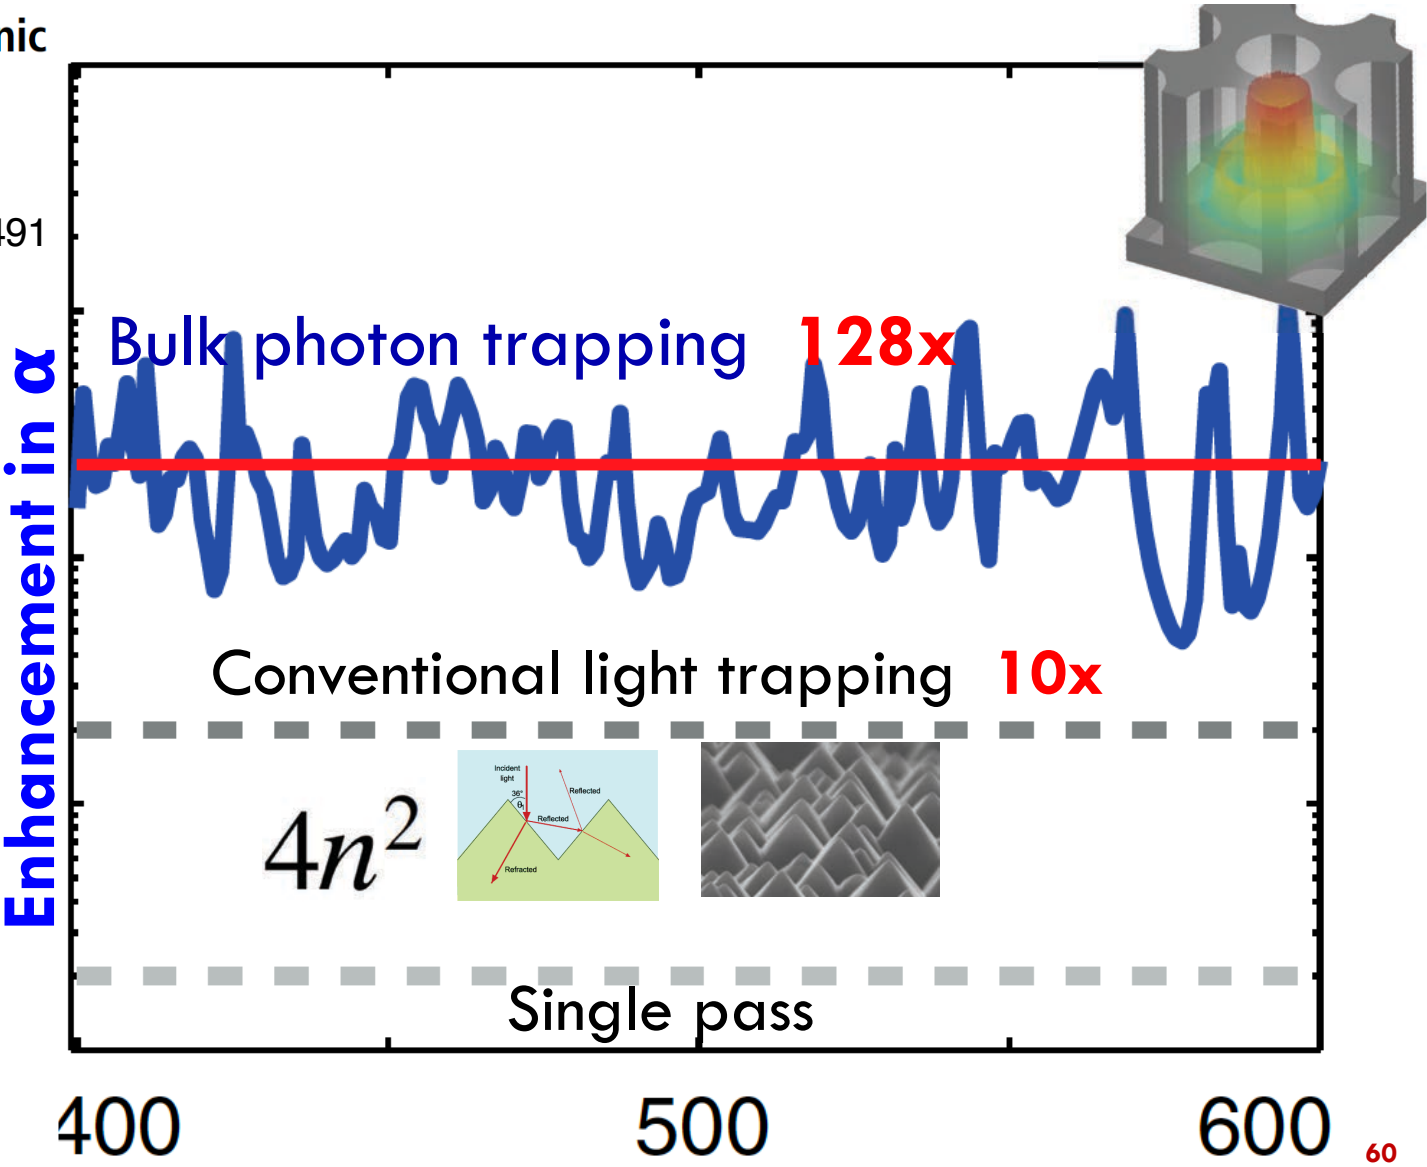 nic
491
Bulk photon trapping 128x
Enhancement in α
Conventional light trapping 10x
4n²
Incident
light
36°
θ₁
Reflected
Reflected
Refracted
Single pass
400 500 600
60